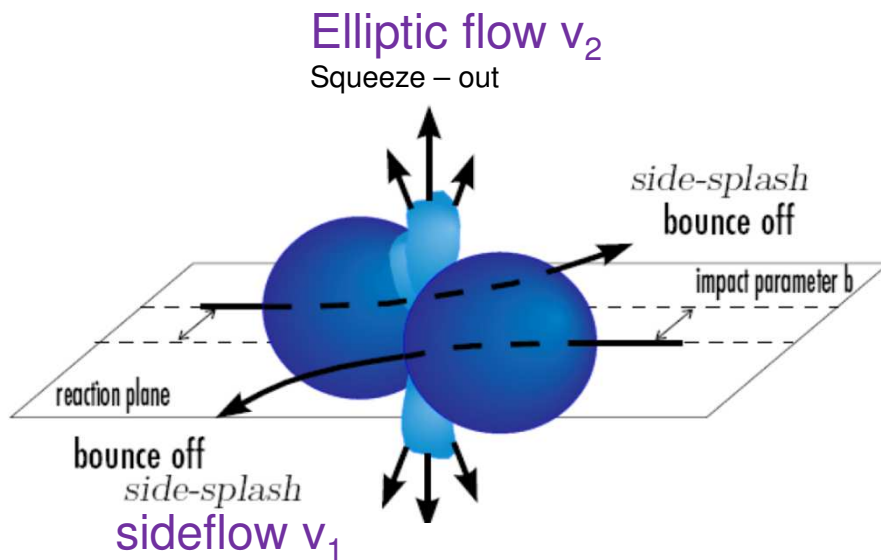 Elliptic flow v₂
Squeeze – out
side-splash
bounce off
impact parameter b
reaction plane
bounce off
side-splash
sideflow v₁